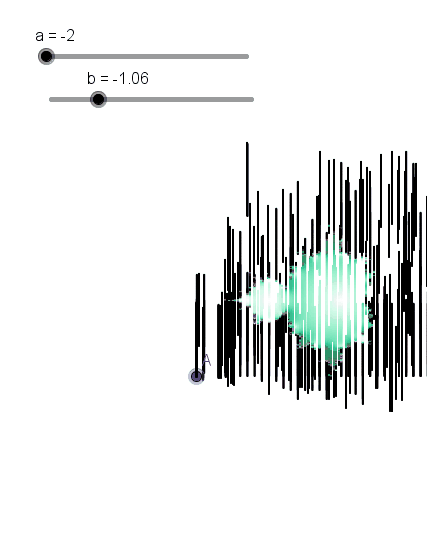 a = -2
b = -1.06
A